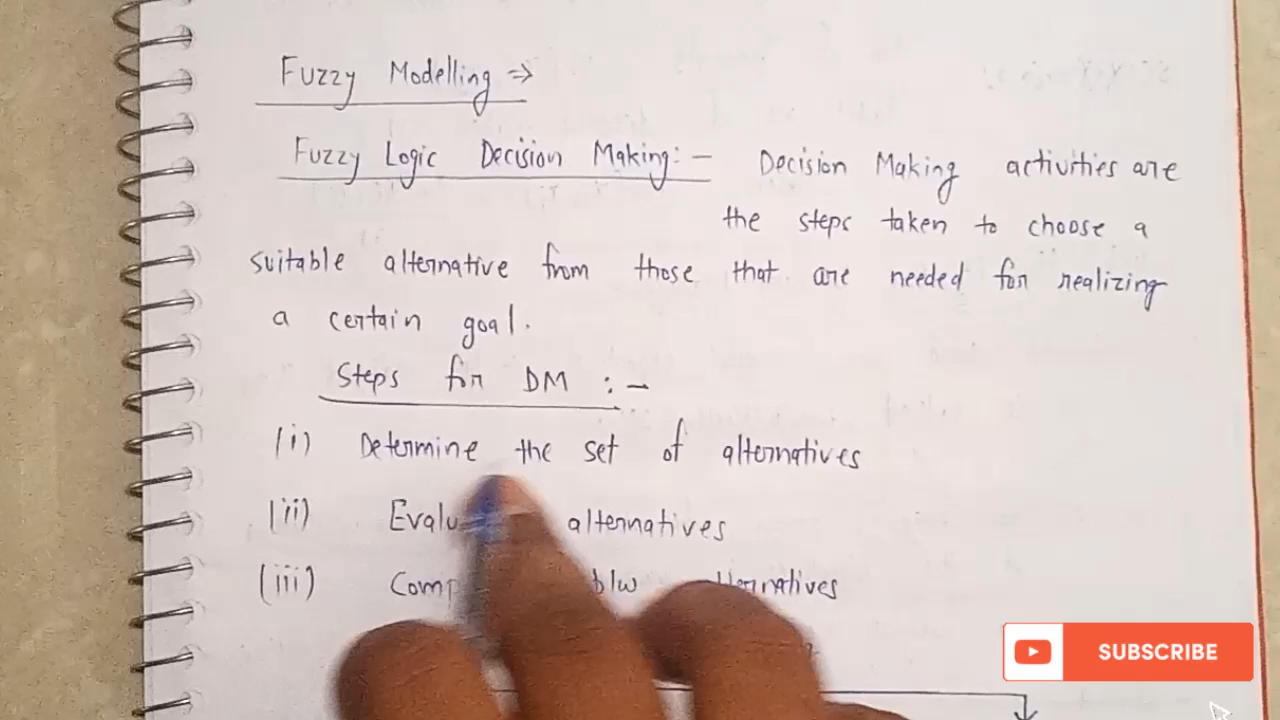 Fuzzy Modelling ⇒
Fuzzy Logic Decision Making:- Decision Making activities are
the steps taken to choose a
suitable alternative from those that are needed for realizing
a certain goal.
Steps for DM :-
(i) Determine the set of alternatives
(ii) alternatives
(iii) b/w
SUBSCRIBE